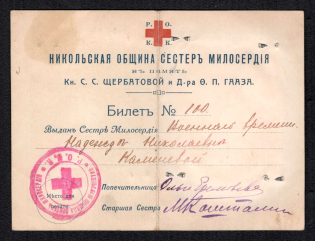 Р. О.
К. К.
НИКОЛЬСКАЯ ОБЩИНА СЕСТЕРЪ МИЛОСЕРДІЯ
ВЪ ПАМЯТЬ
Кн. С. С. ЩЕРБАТОВОЙ и Д-ра Ѳ. П. ГААЗА.
Билетъ № 100.
Выданъ Сестрѣ Милосердія Военнаго времени
Надеждѣ Николаевнѣ
Попечительница
Старшая Сестра